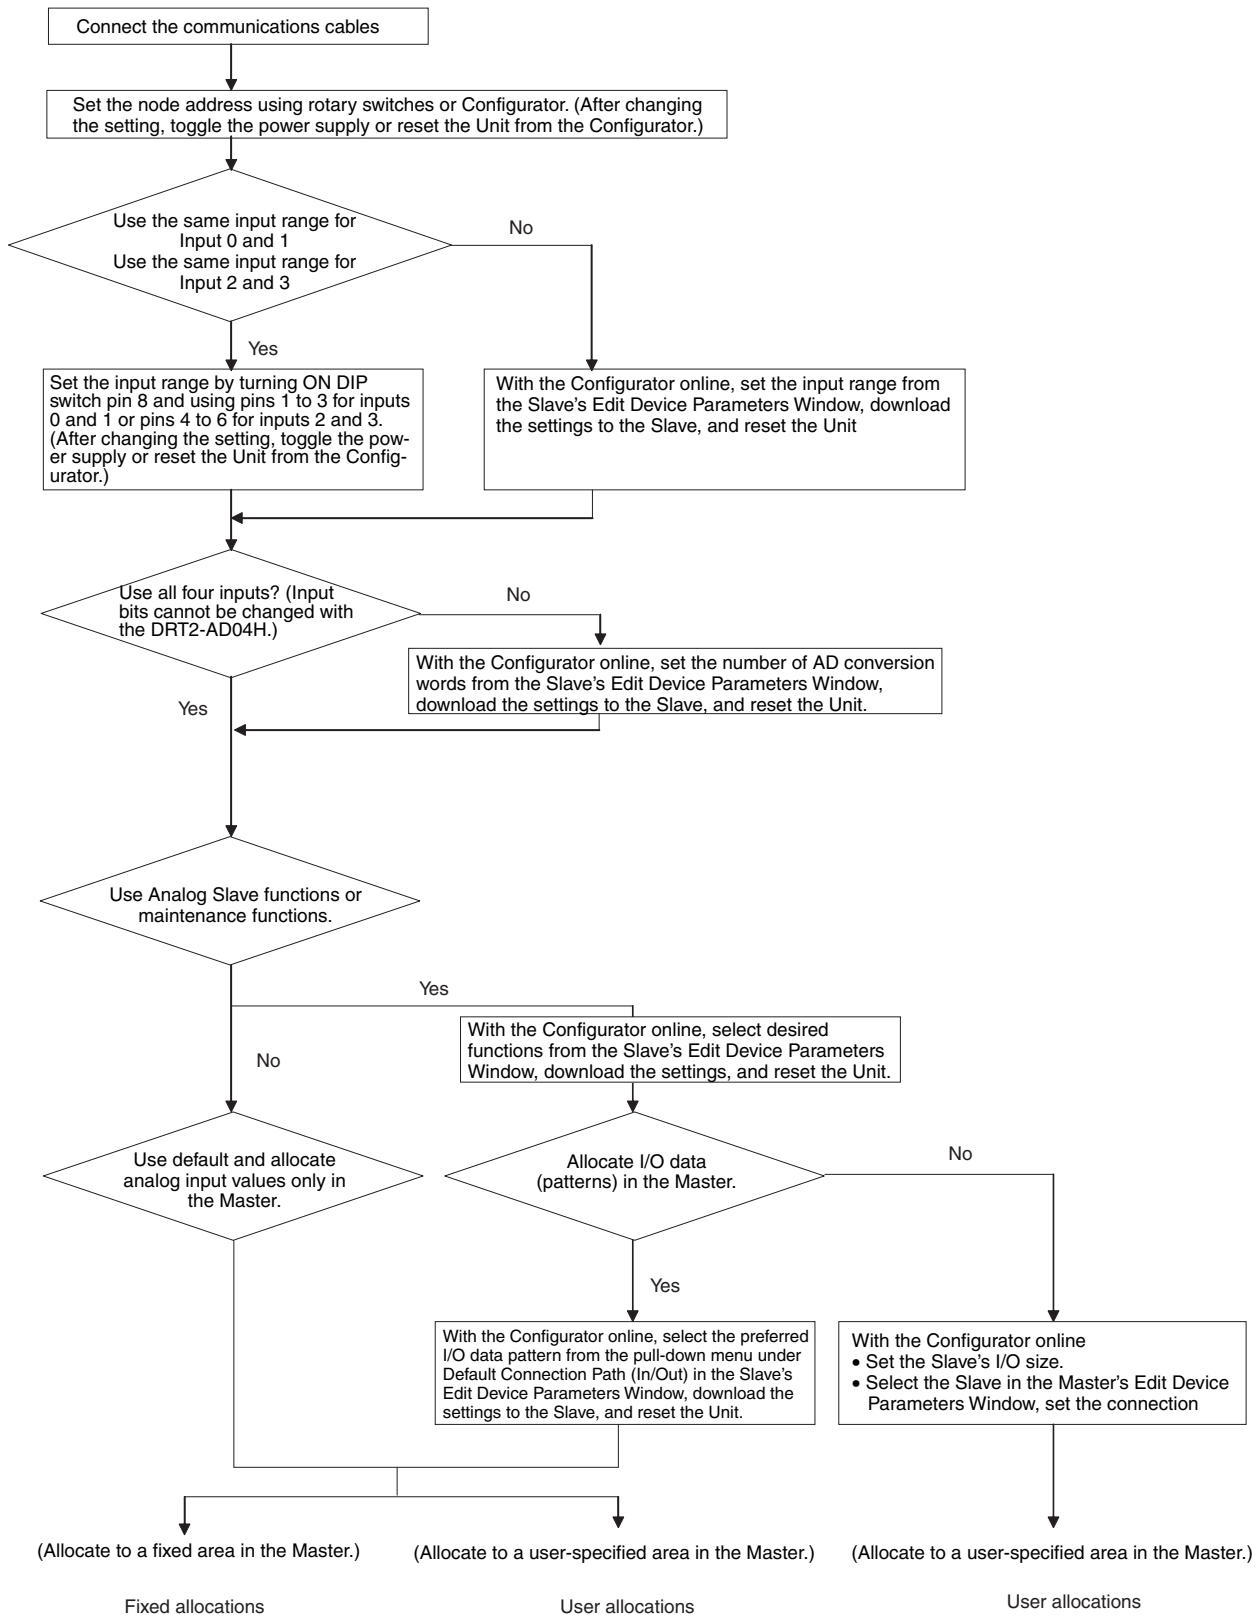 Connect the communications cables
Set the node address using rotary switches or Configurator. (After changing
the setting, toggle the power supply or reset the Unit from the Configurator.)
Use the same input range for
Input 0 and 1
Use the same input range for
Input 2 and 3
No
Yes
Set the input range by turning ON DIP
switch pin 8 and using pins 1 to 3 for inputs
0 and 1 or pins 4 to 6 for inputs 2 and 3.
(After changing the setting, toggle the pow-
er supply or reset the Unit from the Config-
urator.)
With the Configurator online, set the input range from
the Slave's Edit Device Parameters Window, download
the settings to the Slave, and reset the Unit
Use all four inputs? (Input
bits cannot be changed with
the DRT2-AD04H.)
No
With the Configurator online, set the number of AD conversion
words from the Slave's Edit Device Parameters Window,
download the settings to the Slave, and reset the Unit.
Yes
Use Analog Slave functions or
maintenance functions.
Yes
With the Configurator online, select desired
functions from the Slave's Edit Device Parameters
Window, download the settings, and reset the Unit.
No
Use default and allocate
analog input values only in
the Master.
Allocate I/O data
(patterns) in the Master.
No
Yes
With the Configurator online, select the preferred
I/O data pattern from the pull-down menu under
Default Connection Path (In/Out) in the Slave's
Edit Device Parameters Window, download the
settings to the Slave, and reset the Unit.
With the Configurator online
• Set the Slave's I/O size.
• Select the Slave in the Master's Edit Device
Parameters Window, set the connection
(Allocate to a fixed area in the Master.)
(Allocate to a user-specified area in the Master.)
(Allocate to a user-specified area in the Master.)
Fixed allocations
User allocations
User allocations